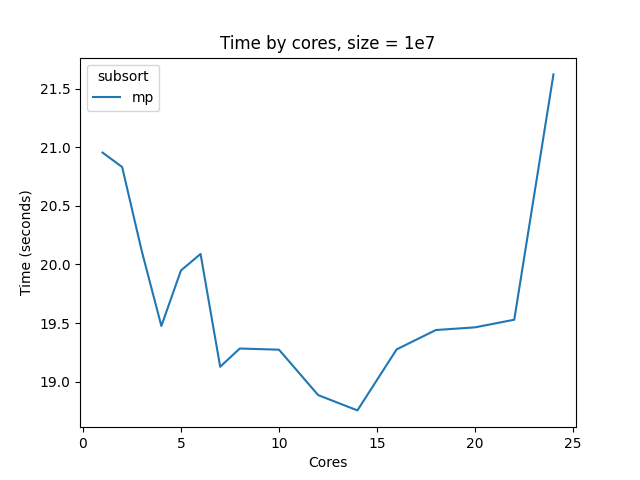 Time by cores, size = 1e7
subsort
mp
Time (seconds)
21.5
21.0
20.5
20.0
19.5
19.0
0 5 10 15 20 25
Cores